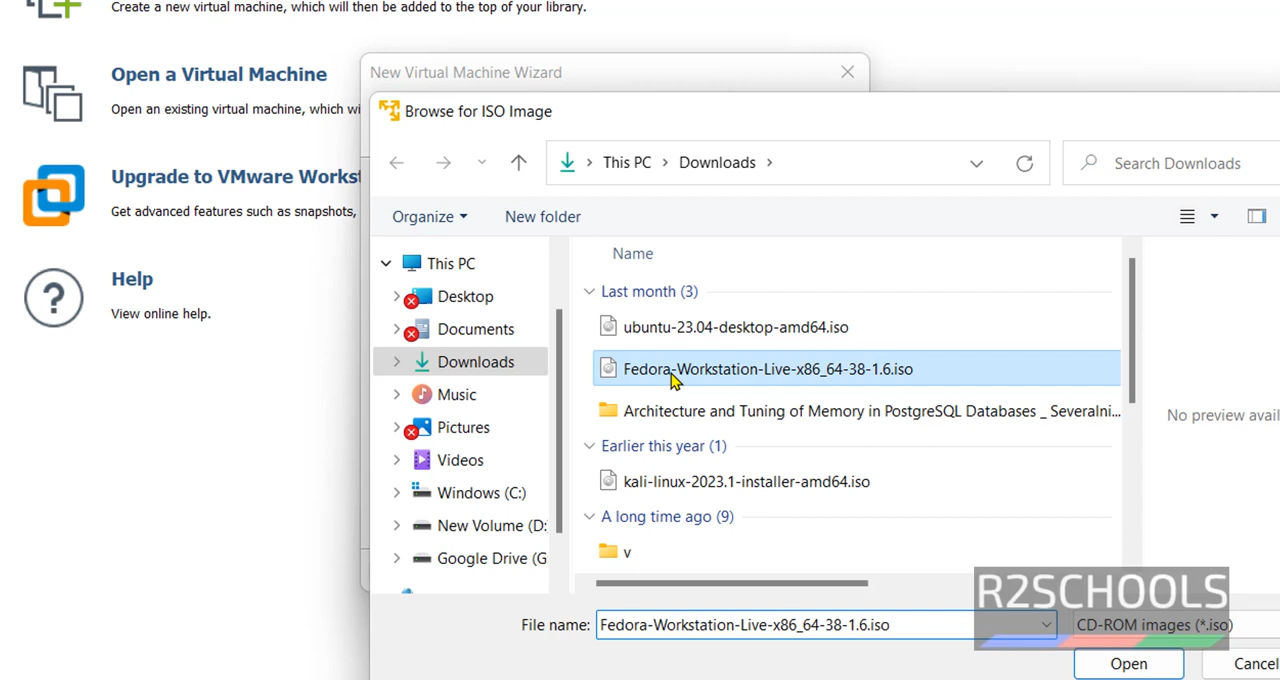 Create a new virtual machine, which will then be added to the top of your library.
Open a Virtual Machine
Open an existing virtual machine, which wi
Upgrade to VMware Workst
Get advanced features such as snapshots,
Help
View online help.
New Virtual Machine Wizard
Browse for ISO Image
This PC > Downloads >
Search Downloads
Organize
New folder
This PC
Desktop
Documents
Downloads
Music
Pictures
Videos
Windows (C:)
New Volume (D:
Google Drive (G
Name
Last month (3)
ubuntu-23.04-desktop-amd64.iso
Fedora-Workstation-Live-x86_64-38-1.6.iso
Architecture and Tuning of Memory in PostgreSQL Databases _ Severalni...
Earlier this year (1)
kali-linux-2023.1-installer-amd64.iso
A long time ago (9)
v
No preview avail
R2SCHOOLS
File name: Fedora-Workstation-Live-x86_64-38-1.6.iso
CD-ROM images (*.iso)
Open
Cancel